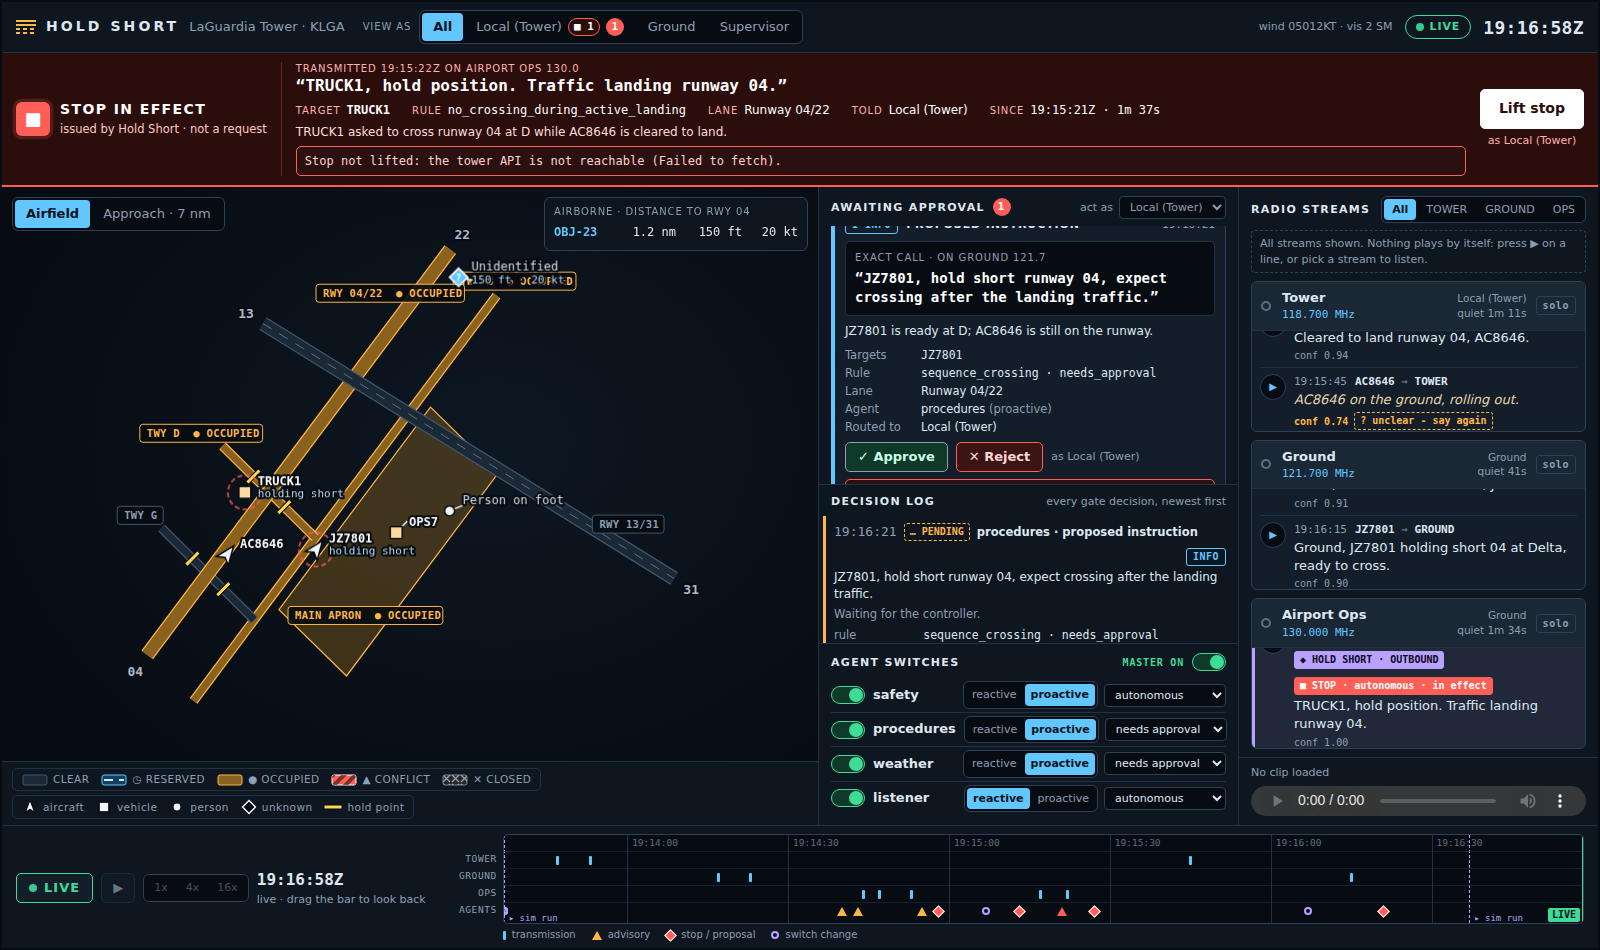 HOLD SHORT LaGuardia Tower · KLGA VIEW AS All Local (Tower) ■ 1 1 Ground Supervisor wind 05012KT · vis 2 SM LIVE 19:16:58Z
STOP IN EFFECT
issued by Hold Short · not a request
TRANSMITTED 19:15:22Z ON AIRPORT OPS 130.0
“TRUCK1, hold position. Traffic landing runway 04.”
TARGET TRUCK1 RULE no_crossing_during_active_landing LANE Runway 04/22 TOLD Local (Tower) SINCE 19:15:21Z · 1m 37s
TRUCK1 asked to cross runway 04 at D while AC8646 is cleared to land.
Stop not lifted: the tower API is not reachable (Failed to fetch).
Lift stop
as Local (Tower)
Airfield Approach · 7 nm
AIRBORNE · DISTANCE TO RWY 04
OBJ-23 1.2 nm 150 ft 20 kt
22
Unidentified
150 ft · 20 kt
RWY 04/22 ● OCCUPIED
13
TWY D ● OCCUPIED
TRUCK1
holding short
Person on foot
OPS7
TWY G
RWY 13/31
AC8646
JZ7801
holding short
31
MAIN APRON ● OCCUPIED
04
CLEAR ◷ RESERVED ● OCCUPIED ▲ CONFLICT ✕ CLOSED
aircraft vehicle person unknown hold point
AWAITING APPROVAL 1 act as Local (Tower)
EXACT CALL · ON GROUND 121.7
“JZ7801, hold short runway 04, expect
crossing after the landing traffic.”
JZ7801 is ready at D; AC8646 is still on the runway.
Targets JZ7801
Rule sequence_crossing · needs_approval
Lane Runway 04/22
Agent procedures (proactive)
Routed to Local (Tower)
✓ Approve ✕ Reject as Local (Tower)
DECISION LOG every gate decision, newest first
19:16:21 … PENDING procedures · proposed instruction
INFO
JZ7801, hold short runway 04, expect crossing after the landing
traffic.
Waiting for the controller.
rule sequence_crossing · needs_approval
AGENT SWITCHES MASTER ON
safety reactive proactive autonomous
procedures reactive proactive needs approval
weather reactive proactive needs approval
listener reactive proactive autonomous
RADIO STREAMS All TOWER GROUND OPS
All streams shown. Nothing plays by itself: press ▶ on a
line, or pick a stream to listen.
Tower Local (Tower)
118.700 MHz quiet 1m 11s solo
Cleared to land runway 04, AC8646.
conf 0.94
19:15:45 AC8646 → TOWER
AC8646 on the ground, rolling out.
conf 0.74 ? unclear - say again
Ground Ground
121.700 MHz quiet 41s solo
conf 0.91
19:16:15 JZ7801 → GROUND
Ground, JZ7801 holding short 04 at Delta,
ready to cross.
conf 0.90
Airport Ops Ground
130.000 MHz quiet 1m 34s solo
◆ HOLD SHORT · OUTBOUND
■ STOP · autonomous · in effect
TRUCK1, hold position. Traffic landing
runway 04.
conf 1.00
No clip loaded
0:00 / 0:00
LIVE ▶ 1x 4x 16x 19:16:58Z
live · drag the bar to look back
19:14:00 19:14:30 19:15:00 19:15:30 19:16:00 19:16:30
TOWER
GROUND
OPS
AGENTS
▸ sim run ▸ sim run LIVE
transmission advisory stop / proposal switch change